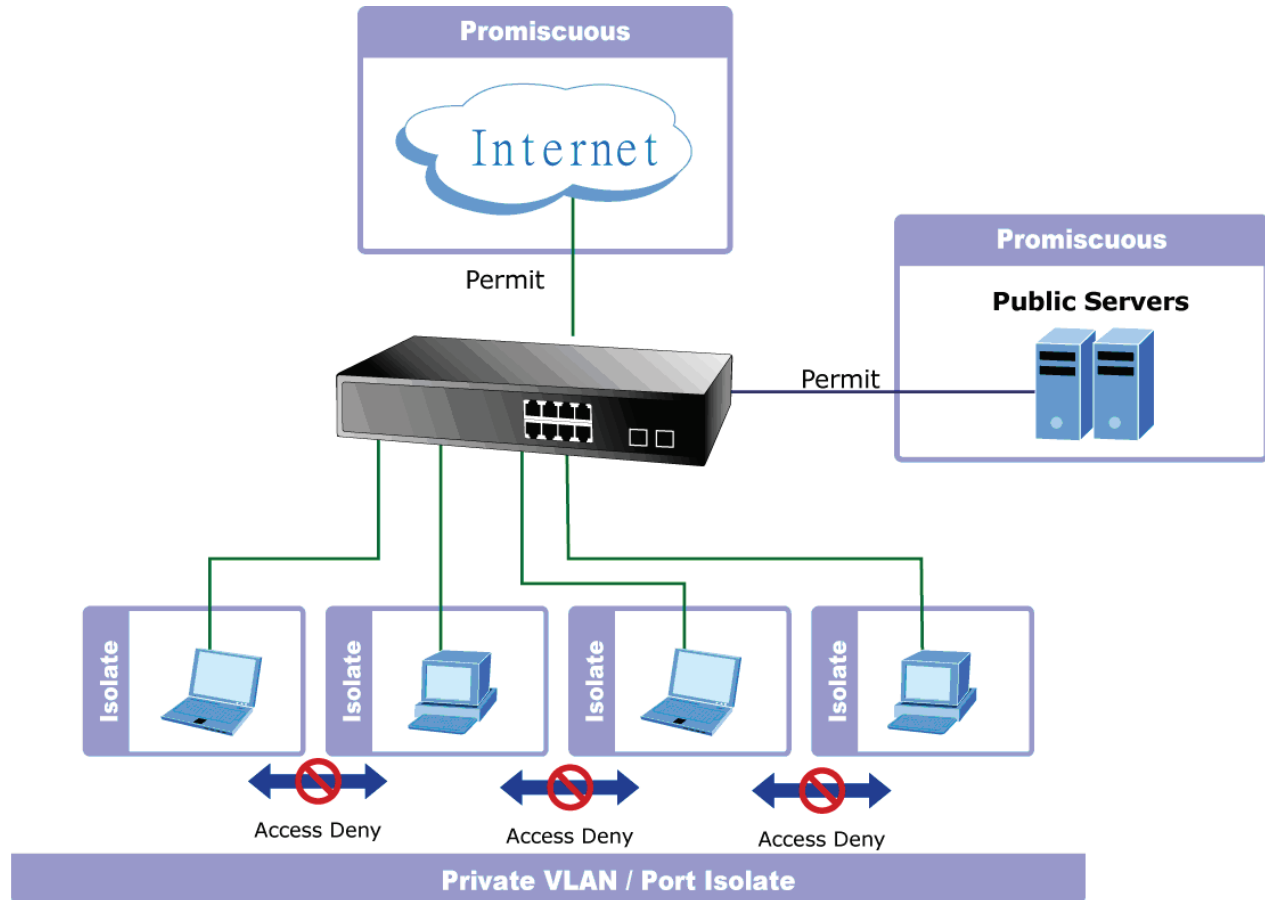 Promiscuous
Internet
Permit
Promiscuous
Public Servers
Permit
Isolate
Isolate
Isolate
Isolate
Access Deny
Access Deny
Access Deny
Private VLAN / Port Isolate